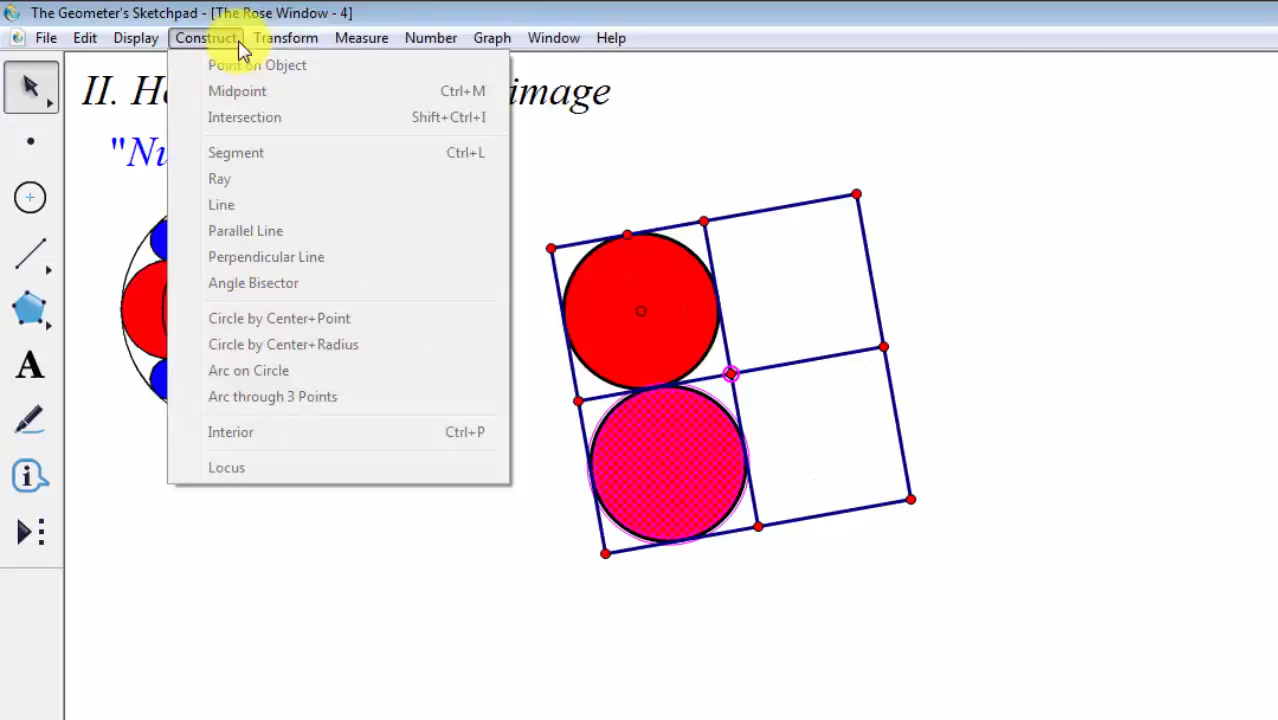 The Geometer's Sketchpad - [The Rose Window - 4]
File Edit Display Construct Transform Measure Number Graph Window Help
II. H image
"Nu
Point on Object
Midpoint Ctrl+M
Intersection Shift+Ctrl+I
Segment Ctrl+L
Ray
Line
Parallel Line
Perpendicular Line
Angle Bisector
Circle by Center+Point
Circle by Center+Radius
Arc on Circle
Arc through 3 Points
Interior Ctrl+P
Locus
A